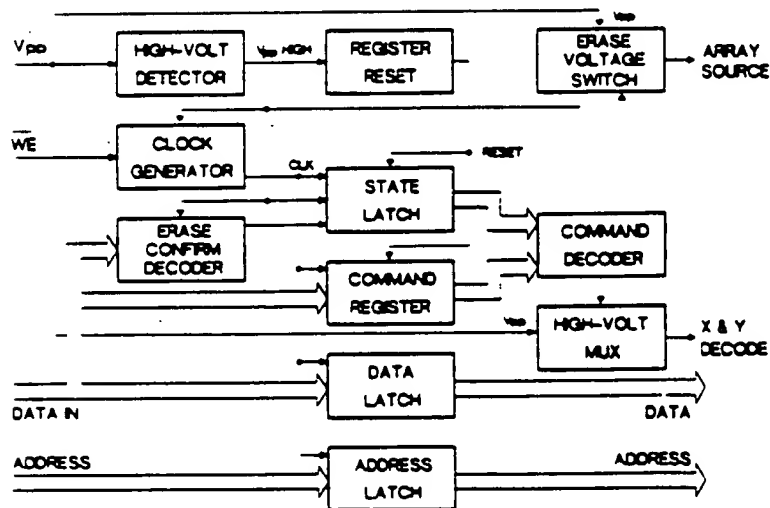 Vpp
HIGH-VOLT
DETECTOR
Vpp HIGH
REGISTER
RESET
Vpp
ERASE
VOLTAGE
SWITCH
ARRAY
SOURCE
WE
CLOCK
GENERATOR
CLK
RESET
STATE
LATCH
ERASE
CONFIRM
DECODER
COMMAND
DECODER
COMMAND
REGISTER
Vpp
HIGH-VOLT
MUX
X & Y
DECODE
DATA IN
DATA
LATCH
DATA
ADDRESS
ADDRESS
LATCH
ADDRESS